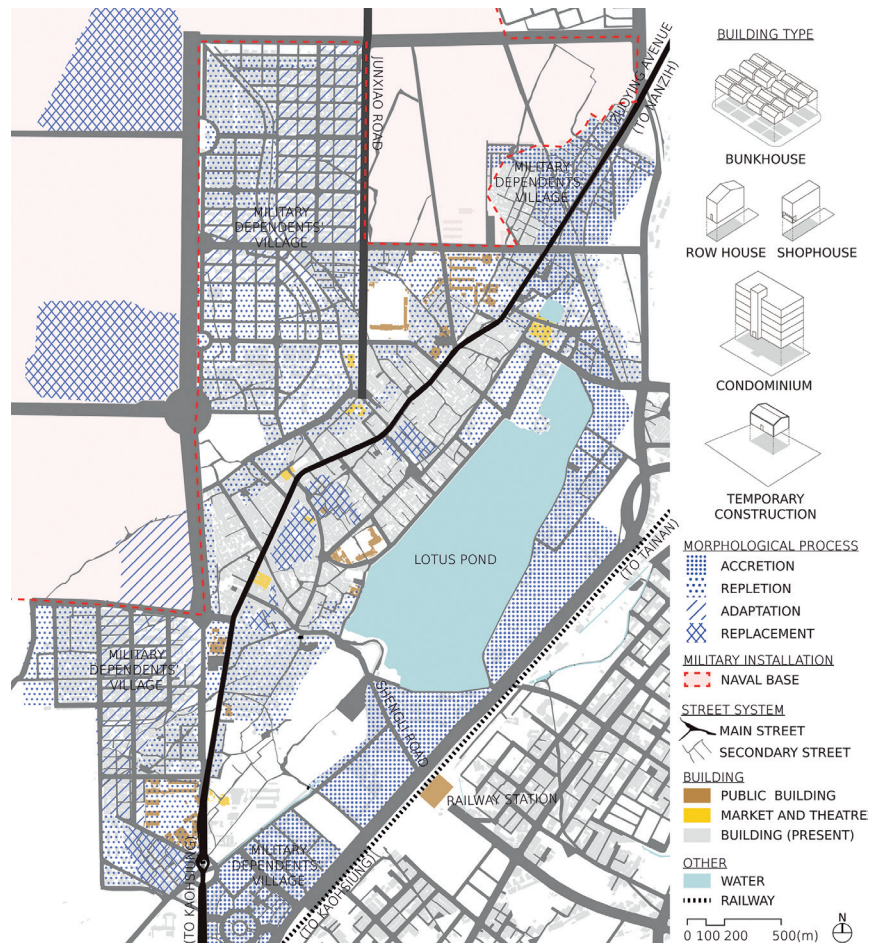 JUNXIAO ROAD
ZUOYING AVENUE
(TO NANZIH)
MILITARY
DEPENDENTS'
VILLAGE
MILITARY
DEPENDENTS'
VILLAGE
LOTUS POND
(TO TAINAN)
MILITARY
DEPENDENTS'
VILLAGE
SHENGLI ROAD
RAILWAY STATION
MILITARY
DEPENDENTS'
VILLAGE
(TO KAOHSIUNG)
(TO KAOHSIUNG)
BUILDING TYPE
BUNKHOUSE
ROW HOUSE SHOPHOUSE
CONDOMINIUM
TEMPORARY
CONSTRUCTION
MORPHOLOGICAL PROCESS
ACCRETION
REPLETION
ADAPTATION
REPLACEMENT
MILITARY INSTALLATION
NAVAL BASE
STREET SYSTEM
MAIN STREET
SECONDARY STREET
BUILDING
PUBLIC BUILDING
MARKET AND THEATRE
BUILDING (PRESENT)
OTHER
WATER
RAILWAY
N
0 100 200 500(m)